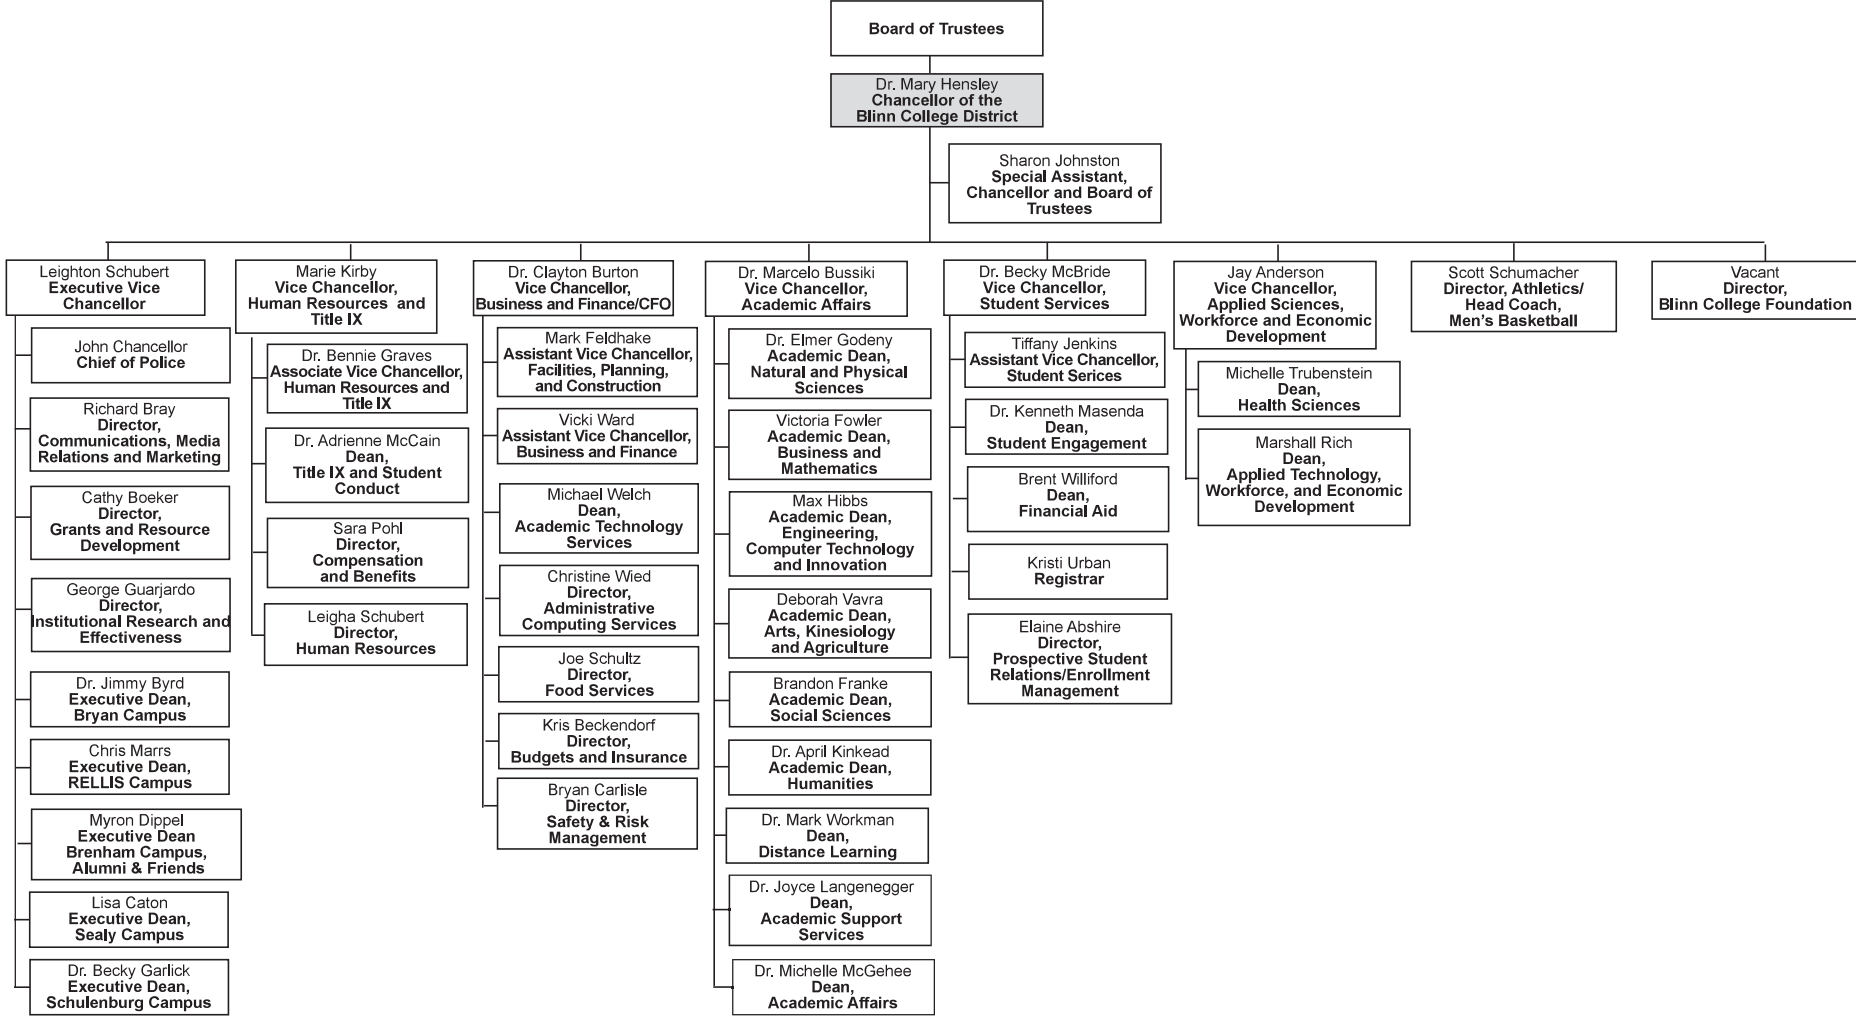 Board of Trustees
Dr. Mary Hensley
Chancellor of the
Blinn College District
Sharon Johnston
Special Assistant,
Chancellor and Board of
Trustees
Leighton Schubert
Executive Vice
Chancellor
John Chancellor
Chief of Police
Richard Bray
Director,
Communications, Media
Relations and Marketing
Cathy Boeker
Director,
Grants and Resource
Development
George Guarjardo
Director,
Institutional Research and
Effectiveness
Dr. Jimmy Byrd
Executive Dean,
Bryan Campus
Chris Marrs
Executive Dean,
RELLIS Campus
Myron Dippel
Executive Dean
Brenham Campus,
Alumni & Friends
Lisa Caton
Executive Dean,
Sealy Campus
Dr. Becky Garlick
Executive Dean,
Schulenburg Campus
Marie Kirby
Vice Chancellor,
Human Resources and
Title IX
Dr. Bennie Graves
Associate Vice Chancellor,
Human Resources and
Title IX
Dr. Adrienne McCain
Dean,
Title IX and Student
Conduct
Sara Pohl
Director,
Compensation
and Benefits
Leigha Schubert
Director,
Human Resources
Dr. Clayton Burton
Vice Chancellor,
Business and Finance/CFO
Mark Feldhake
Assistant Vice Chancellor,
Facilities, Planning,
and Construction
Vicki Ward
Assistant Vice Chancellor,
Business and Finance
Michael Welch
Dean,
Academic Technology
Services
Christine Wied
Director,
Administrative
Computing Services
Joe Schultz
Director,
Food Services
Kris Beckendorf
Director,
Budgets and Insurance
Bryan Carlisle
Director,
Safety & Risk
Management
Dr. Marcelo Bussiki
Vice Chancellor,
Academic Affairs
Dr. Elmer Godeny
Academic Dean,
Natural and Physical
Sciences
Victoria Fowler
Academic Dean,
Business and
Mathematics
Max Hibbs
Academic Dean,
Engineering,
Computer Technology
and Innovation
Deborah Vavra
Academic Dean,
Arts, Kinesiology
and Agriculture
Brandon Franke
Academic Dean,
Social Sciences
Dr. April Kinkead
Academic Dean,
Humanities
Dr. Mark Workman
Dean,
Distance Learning
Dr. Joyce Langenegger
Dean,
Academic Support
Services
Dr. Michelle McGehee
Dean,
Academic Affairs
Dr. Becky McBride
Vice Chancellor,
Student Services
Tiffany Jenkins
Assistant Vice Chancellor,
Student Serices
Dr. Kenneth Masenda
Dean,
Student Engagement
Brent Williford
Dean,
Financial Aid
Kristi Urban
Registrar
Elaine Abshire
Director,
Prospective Student
Relations/Enrollment
Management
Jay Anderson
Vice Chancellor,
Applied Sciences,
Workforce and Economic
Development
Michelle Trubenstein
Dean,
Health Sciences
Marshall Rich
Dean,
Applied Technology,
Workforce, and Economic
Development
Scott Schumacher
Director, Athletics/
Head Coach,
Men's Basketball
Vacant
Director,
Blinn College Foundation